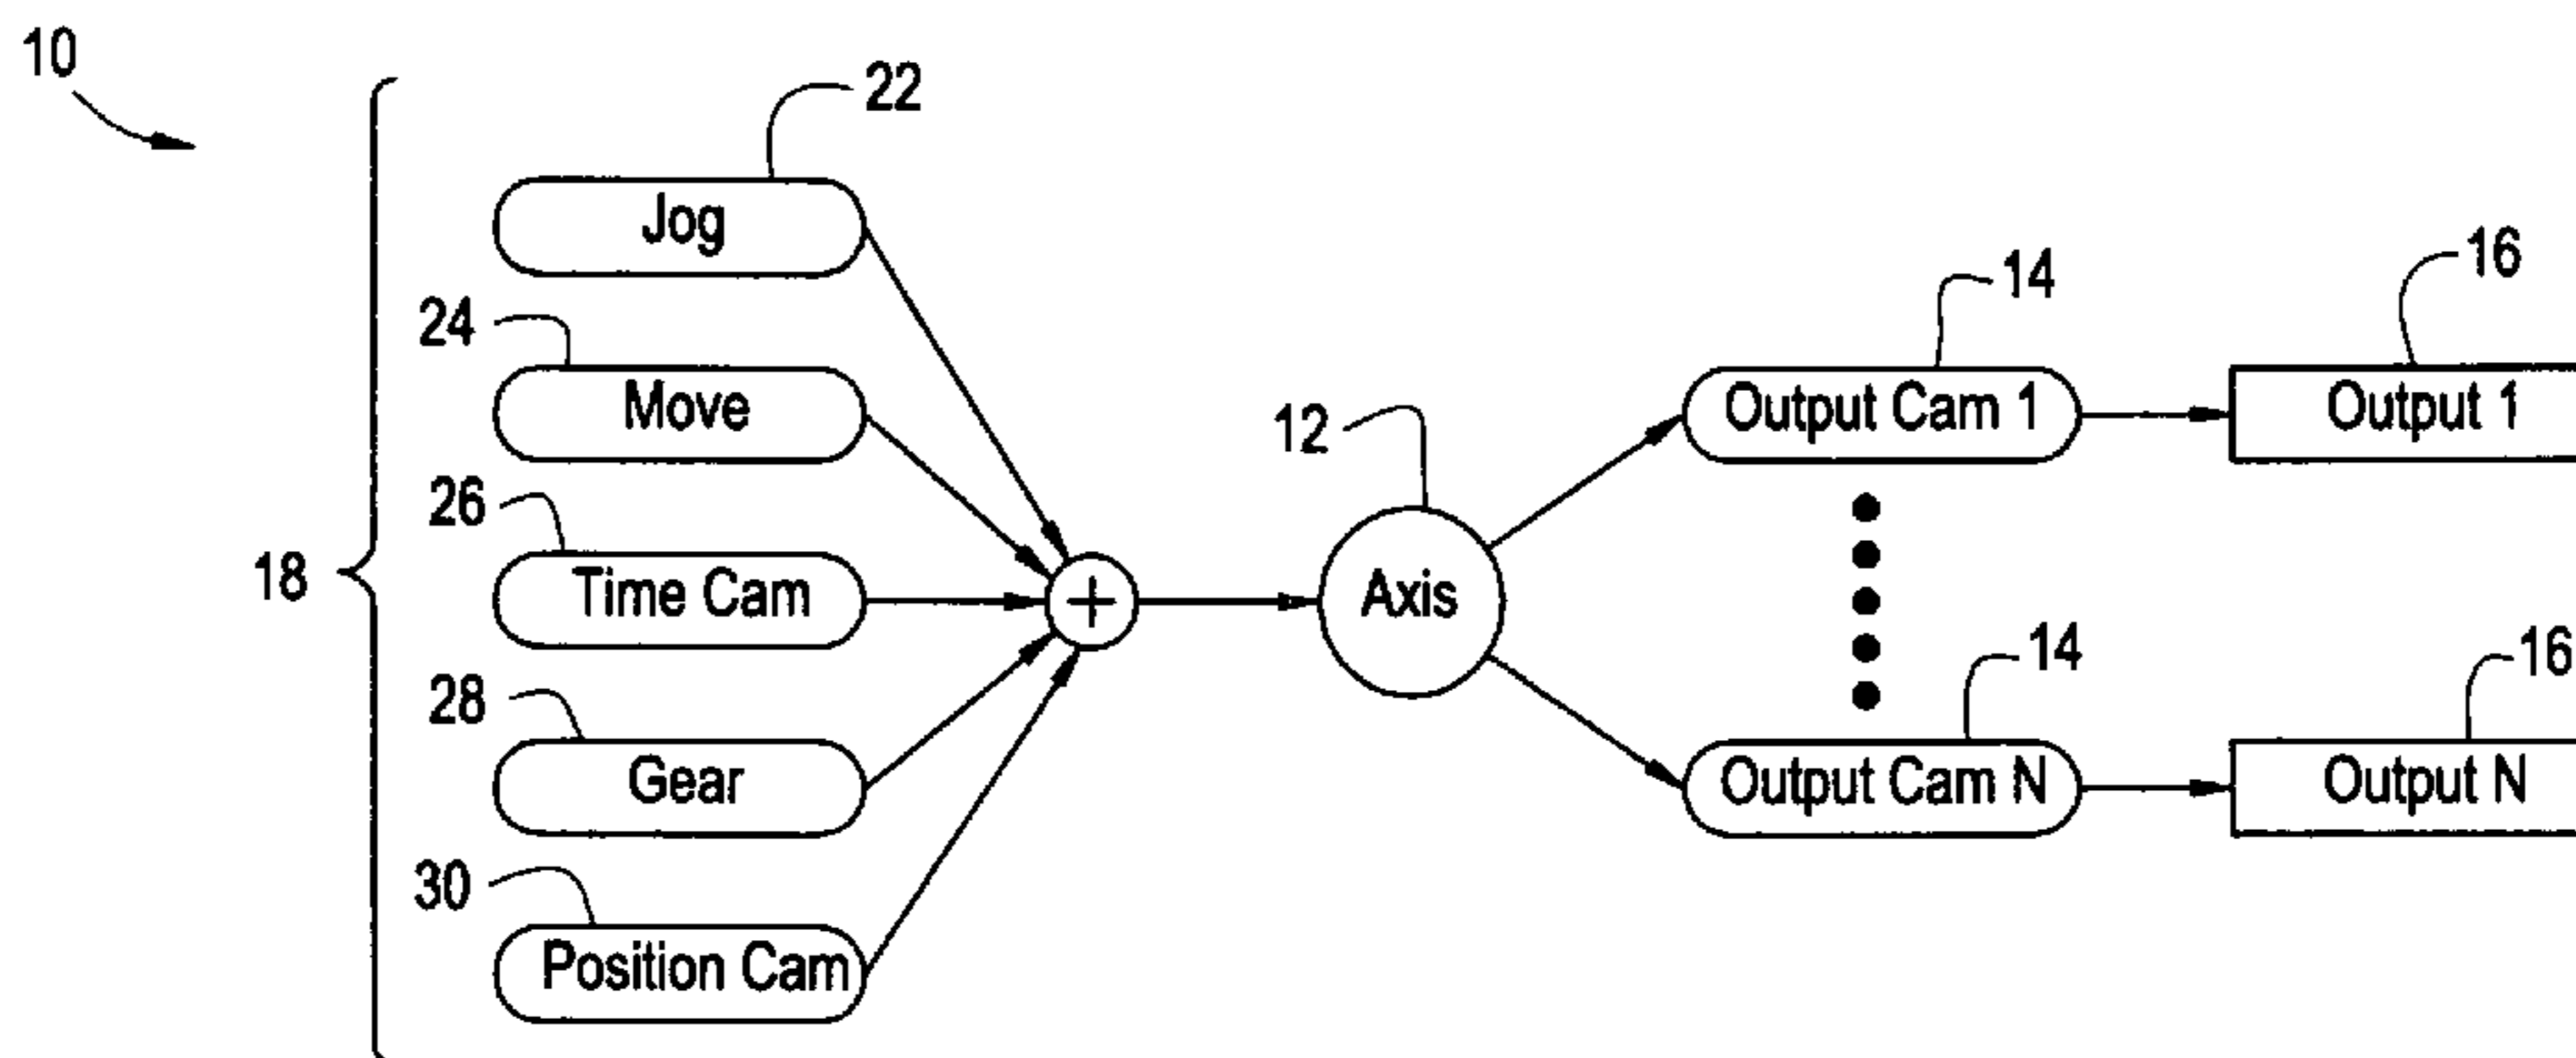 10
22
Jog
24
Move
26
Time Cam
18
28
Gear
30
Position Cam
+
12
Axis
14
Output Cam 1
16
Output 1
14
Output Cam N
16
Output N